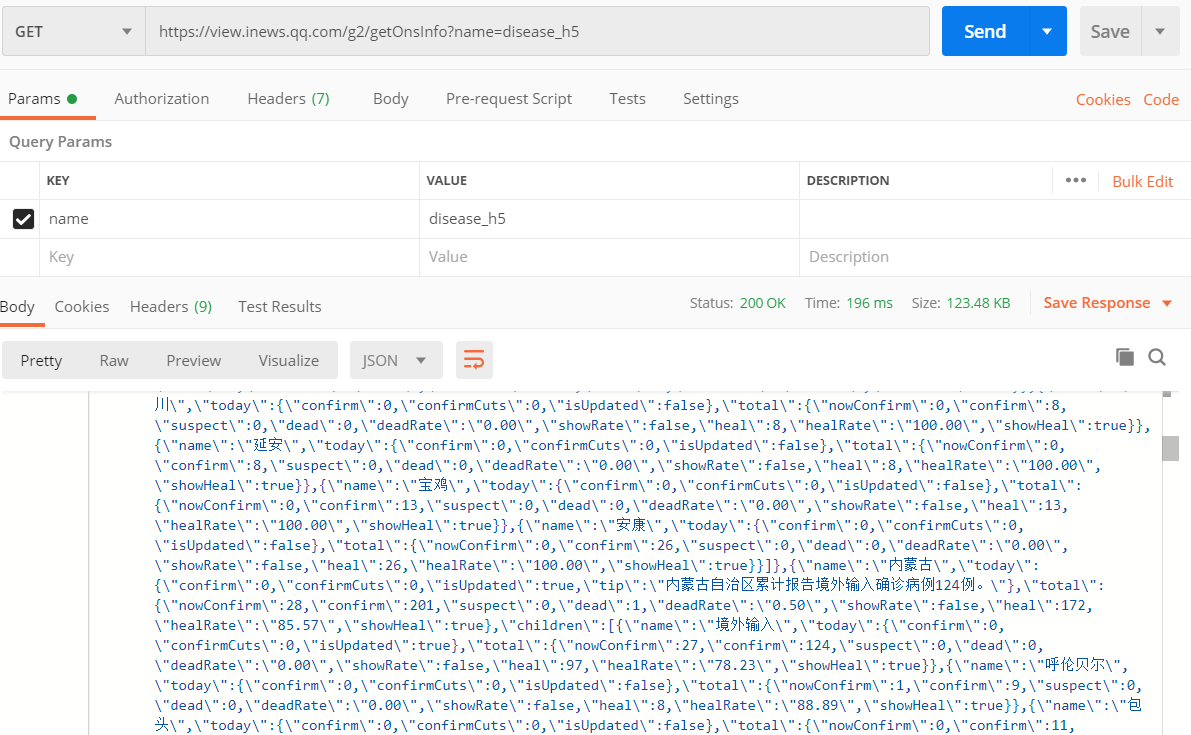 GET
https://view.inews.qq.com/g2/getOnsInfo?name=disease_h5
Send
Save
Params
Authorization
Headers (7)
Body
Pre-request Script
Tests
Settings
Cookies
Code
Query Params
KEY
VALUE
DESCRIPTION
•••
Bulk Edit
name
disease_h5
Key
Value
Description
Body
Cookies
Headers (9)
Test Results
Status: 200 OK
Time: 196 ms
Size: 123.48 KB
Save Response
Pretty
Raw
Preview
Visualize
JSON
川\",\"today\":{\"confirm\":0,\"confirmCuts\":0,\"isUpdated\":false},\"total\":{\"nowConfirm\":0,\"confirm\":8,
\"suspect\":0,\"dead\":0,\"deadRate\":\"0.00\",\"showRate\":false,\"heal\":8,\"healRate\":\"100.00\",\"showHeal\":true}},
{\"name\":\"延安\",\"today\":{\"confirm\":0,\"confirmCuts\":0,\"isUpdated\":false},\"total\":{\"nowConfirm\":0,
\"confirm\":8,\"suspect\":0,\"dead\":0,\"deadRate\":\"0.00\",\"showRate\":false,\"heal\":8,\"healRate\":\"100.00\",
\"showHeal\":true}},{\"name\":\"宝鸡\",\"today\":{\"confirm\":0,\"confirmCuts\":0,\"isUpdated\":false},\"total\":
{\"nowConfirm\":0,\"confirm\":13,\"suspect\":0,\"dead\":0,\"deadRate\":\"0.00\",\"showRate\":false,\"heal\":13,
\"healRate\":\"100.00\",\"showHeal\":true}},{\"name\":\"安康\",\"today\":{\"confirm\":0,\"confirmCuts\":0,
\"isUpdated\":false},\"total\":{\"nowConfirm\":0,\"confirm\":26,\"suspect\":0,\"dead\":0,\"deadRate\":\"0.00\",
\"showRate\":false,\"heal\":26,\"healRate\":\"100.00\",\"showHeal\":true}}]},{\"name\":\"内蒙古\",\"today\":
{\"confirm\":0,\"confirmCuts\":0,\"isUpdated\":true,\"tip\":\"内蒙古自治区累计报告境外输入确诊病例124例。\"},\"total\":
{\"nowConfirm\":28,\"confirm\":201,\"suspect\":0,\"dead\":1,\"deadRate\":\"0.50\",\"showRate\":false,\"heal\":172,
\"healRate\":\"85.57\",\"showHeal\":true},\"children\":[{\"name\":\"境外输入\",\"today\":{\"confirm\":0,
\"confirmCuts\":0,\"isUpdated\":true},\"total\":{\"nowConfirm\":27,\"confirm\":124,\"suspect\":0,\"dead\":0,
\"deadRate\":\"0.00\",\"showRate\":false,\"heal\":97,\"healRate\":\"78.23\",\"showHeal\":true}},{\"name\":\"呼伦贝尔\",
\"today\":{\"confirm\":0,\"confirmCuts\":0,\"isUpdated\":false},\"total\":{\"nowConfirm\":1,\"confirm\":9,\"suspect\":0,
\"dead\":0,\"deadRate\":\"0.00\",\"showRate\":false,\"heal\":8,\"healRate\":\"88.89\",\"showHeal\":true}},{\"name\":\"包
头\",\"today\":{\"confirm\":0,\"confirmCuts\":0,\"isUpdated\":false},\"total\":{\"nowConfirm\":0,\"confirm\":11,